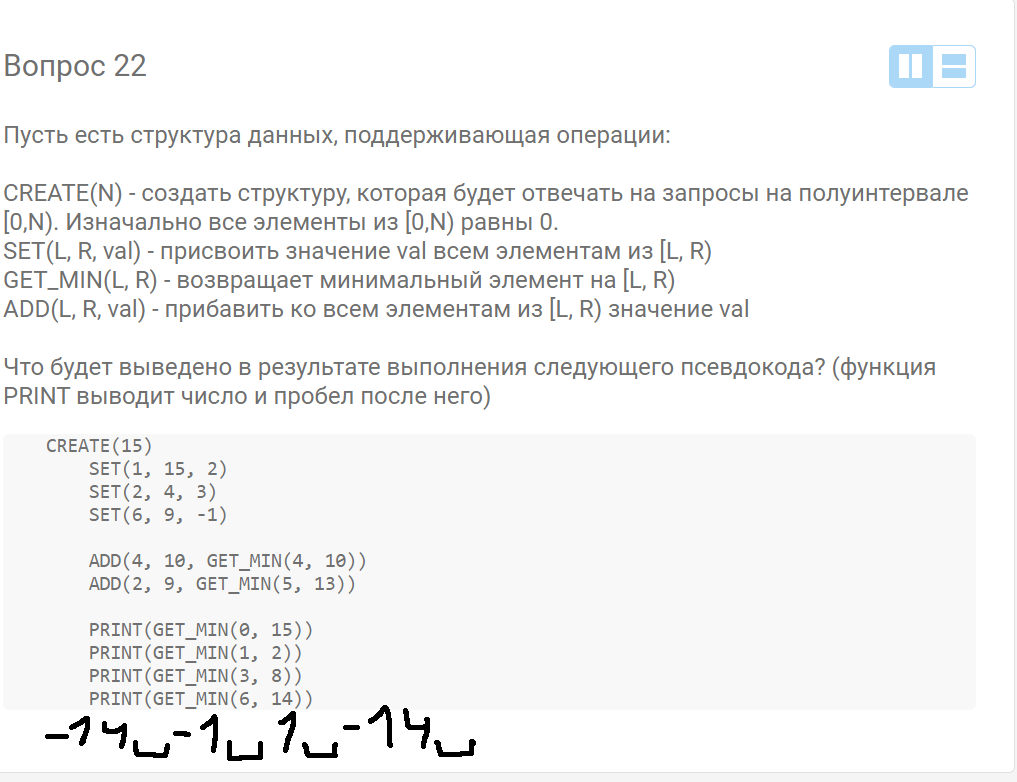 Вопрос 22
Пусть есть структура данных, поддерживающая операции:
CREATE(N) - создать структуру, которая будет отвечать на запросы на полуинтервале
[0,N). Изначально все элементы из [0,N) равны 0.
SET(L, R, val) - присвоить значение val всем элементам из [L, R)
GET_MIN(L, R) - возвращает минимальный элемент на [L, R)
ADD(L, R, val) - прибавить ко всем элементам из [L, R) значение val
Что будет выведено в результате выполнения следующего псевдокода? (функция
PRINT выводит число и пробел после него)
CREATE(15)
SET(1, 15, 2)
SET(2, 4, 3)
SET(6, 9, -1)
ADD(4, 10, GET_MIN(4, 10))
ADD(2, 9, GET_MIN(5, 13))
PRINT(GET_MIN(0, 15))
PRINT(GET_MIN(1, 2))
PRINT(GET_MIN(3, 8))
PRINT(GET_MIN(6, 14))
-14␣-1␣1␣-14␣